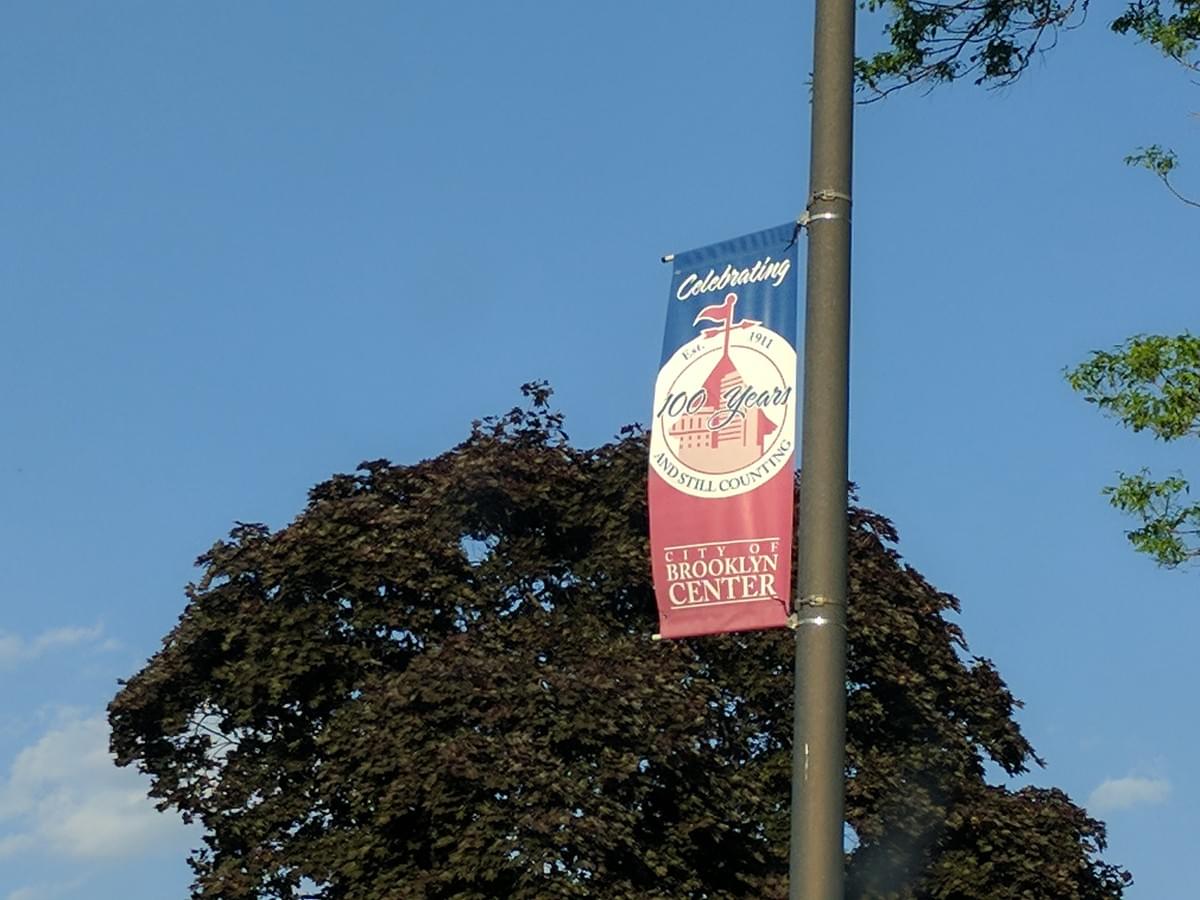 Celebrating
Est. 1911
100 Years
AND STILL COUNTING
CITY OF
BROOKLYN
CENTER